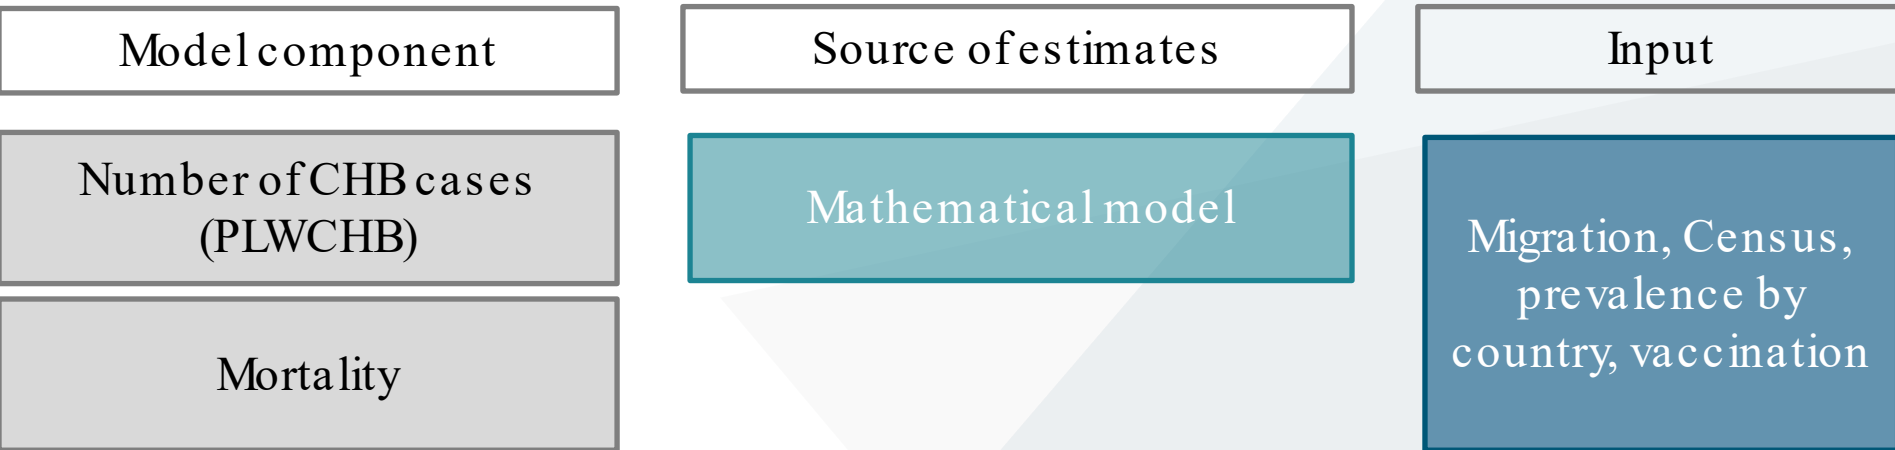 Model component
Source of estimates
Input
Number of CHB cases
(PLWCHB)
Mathematical model
Migration, Census,
prevalence by
country, vaccination
Mortality